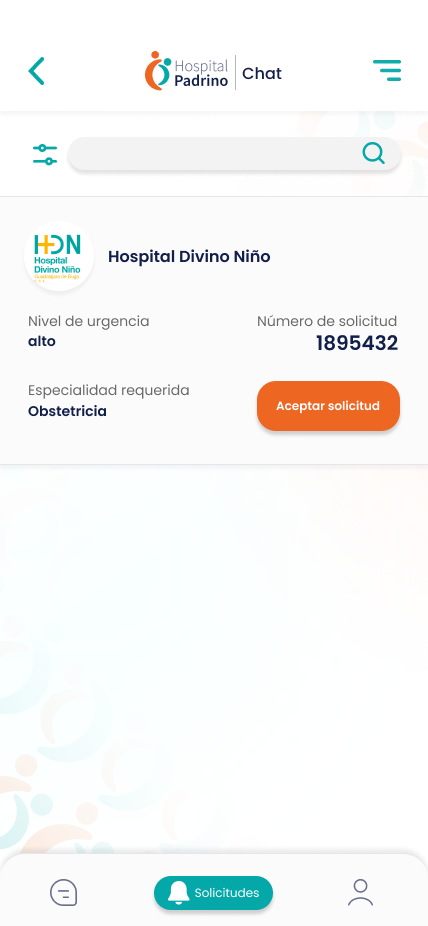 Hospital
Padrino
Chat
HDN
Hospital
Divino Niño
Hospital Divino Niño
Nivel de urgencia
alto
Número de solicitud
1895432
Especialidad requerida
Obstetricia
Aceptar solicitud
Solicitudes